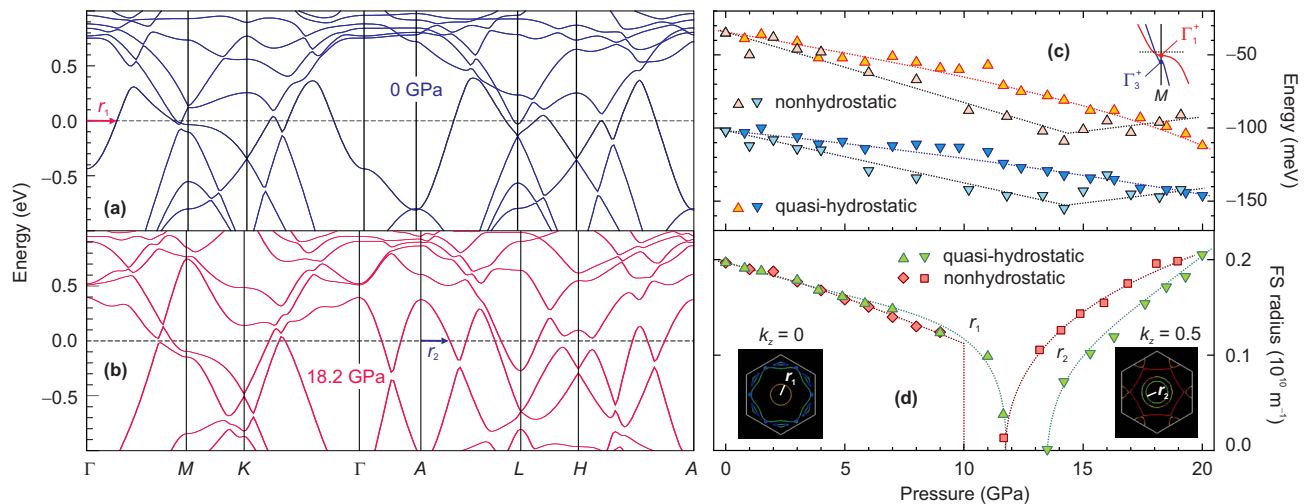 Energy (eV)
0.5
0.0
−0.5
r1
0 GPa
(a)
0.5
0.0
−0.5
r2
18.2 GPa
(b)
Γ M K Γ A L H A
(c)
Γ1+
Γ3+
M
nonhydrostatic
quasi-hydrostatic
−50
−100
−150
Energy (meV)
quasi-hydrostatic
nonhydrostatic
r1
r2
kz = 0
r1
(d)
kz = 0.5
r2
0.2
0.1
0.0
FS radius (10^10 m^−1)
0 5 10 15 20
Pressure (GPa)